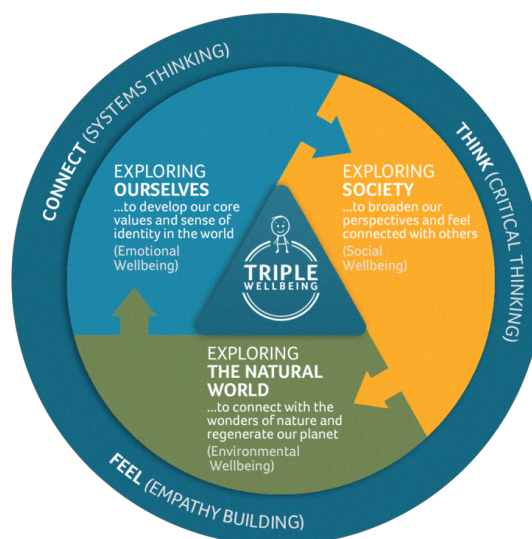 CONNECT (SYSTEMS THINKING)
THINK (CRITICAL THINKING)
FEEL (EMPATHY BUILDING)
EXPLORING
OURSELVES
...to develop our core
values and sense of
identity in the world
(Emotional
Wellbeing)
EXPLORING
SOCIETY
...to broaden our
perspectives and feel
connected with others
(Social
Wellbeing)
TRIPLE
WELLBEING
EXPLORING
THE NATURAL
WORLD
...to connect with the
wonders of nature and
regenerate our planet
(Environmental
Wellbeing)